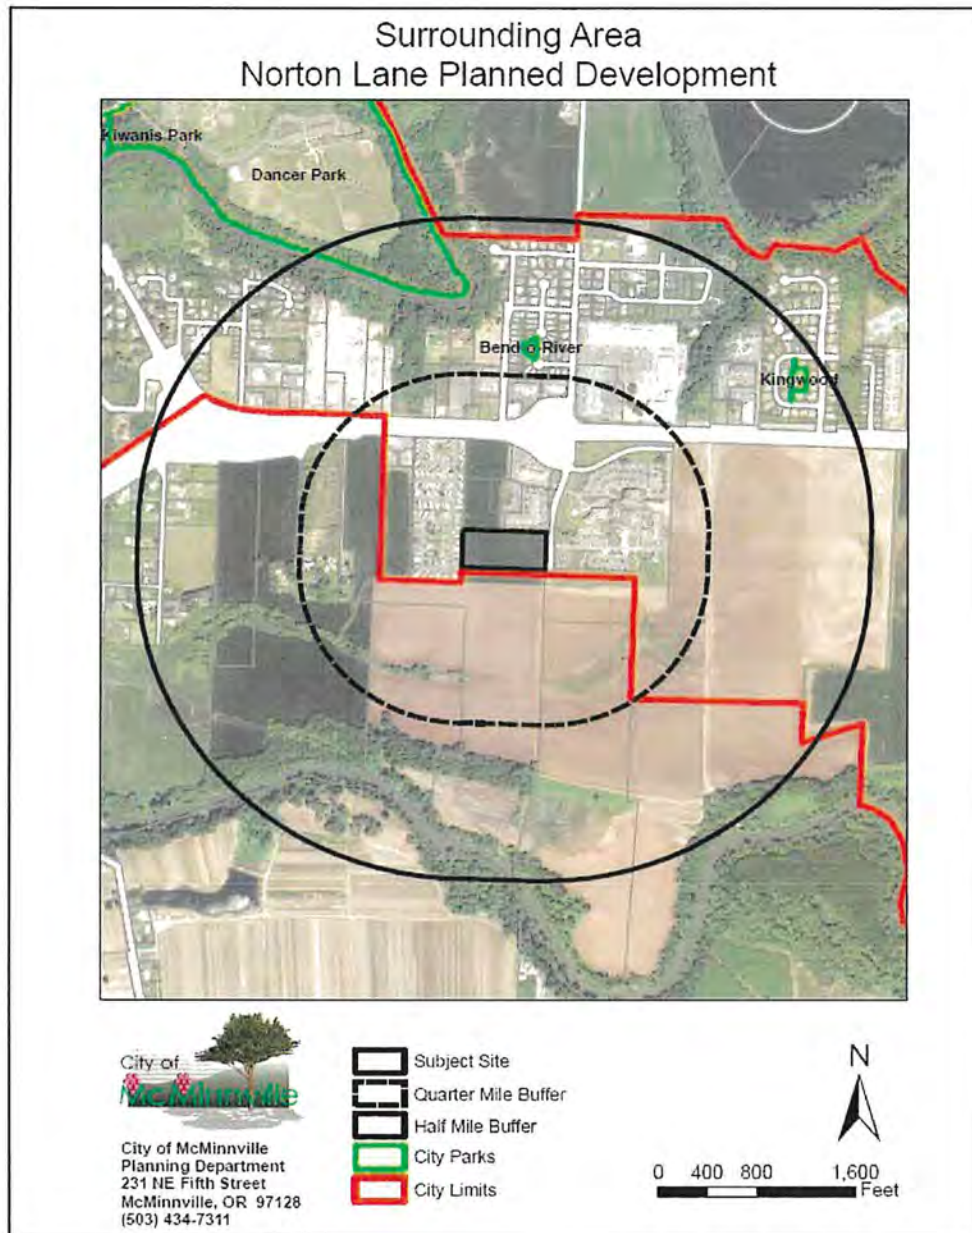 Surrounding Area
Norton Lane Planned Development
Kiwanis Park
Dancer Park
Bend o River
Kingwood
City of
McMinnville
City of McMinnville
Planning Department
231 NE Fifth Street
McMinnville, OR 97128
(503) 434-7311
Subject Site
Quarter Mile Buffer
Half Mile Buffer
City Parks
City Limits
N
0 400 800 1,600
Feet